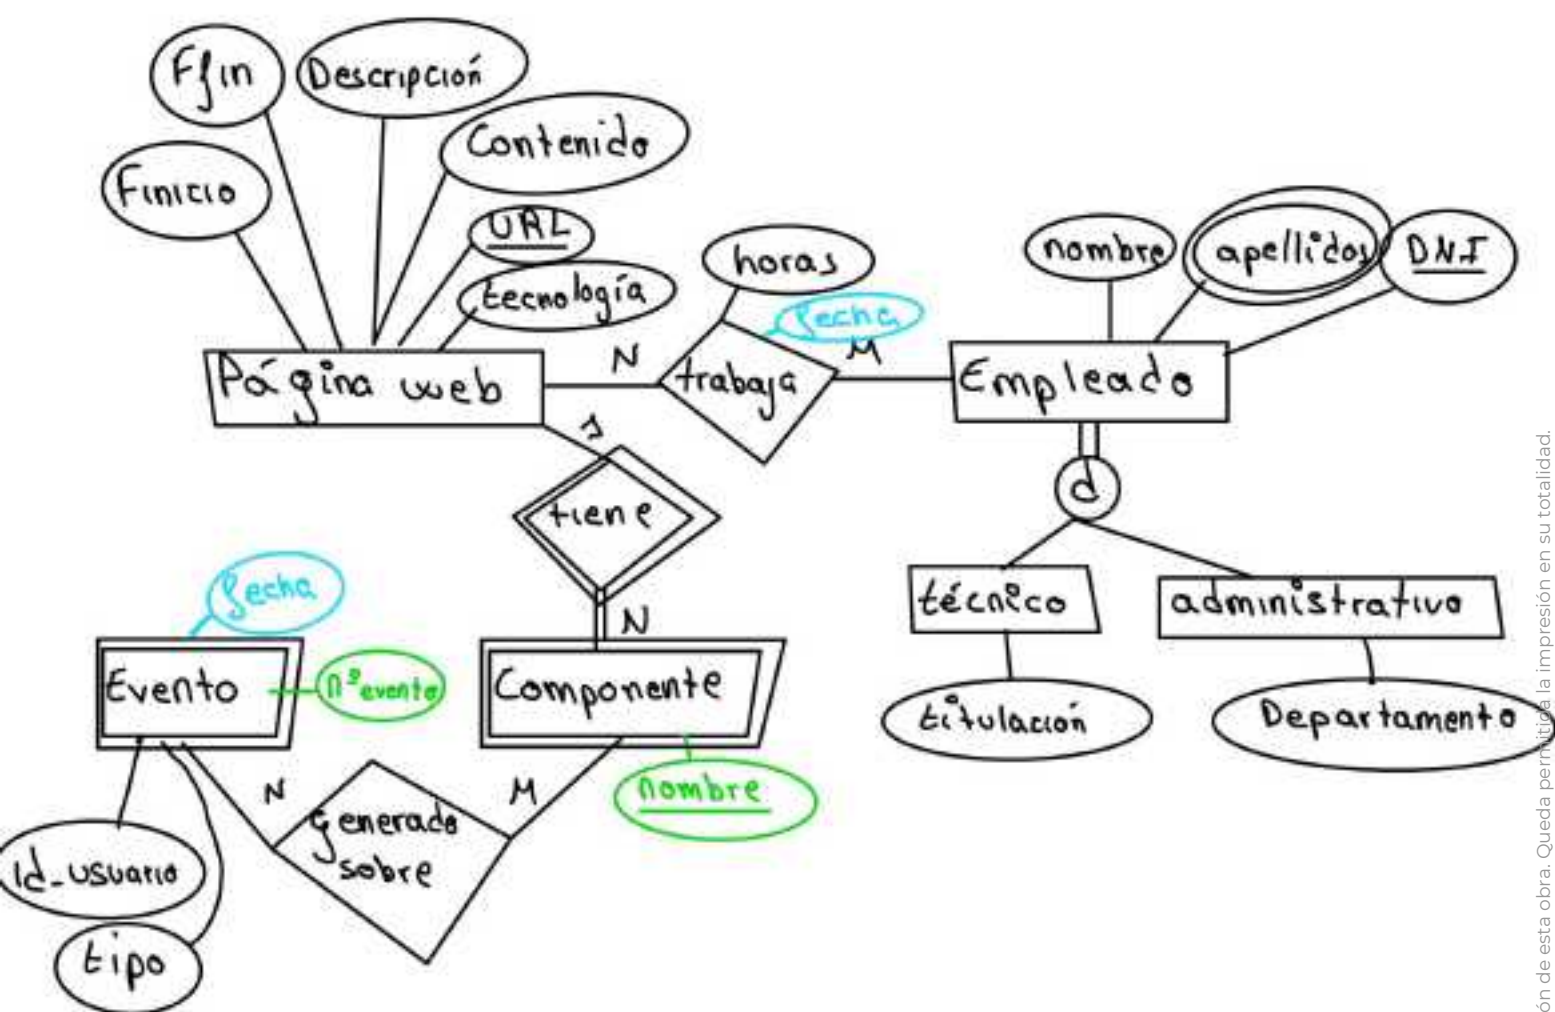 Ffin
Descripción
Contenido
Finicio
URL
tecnología
horas
fecha
nombre
apellidos
D.N.I
Página web
N
trabaja
M
Empleado
n
tiene
N
d
técnico
administrativo
titulación
Departamento
fecha
Evento
nº evento
Componente
nombre
N
generado
sobre
M
Id_usuario
tipo
ón de esta obra. Queda permitida la impresión en su totalidad.